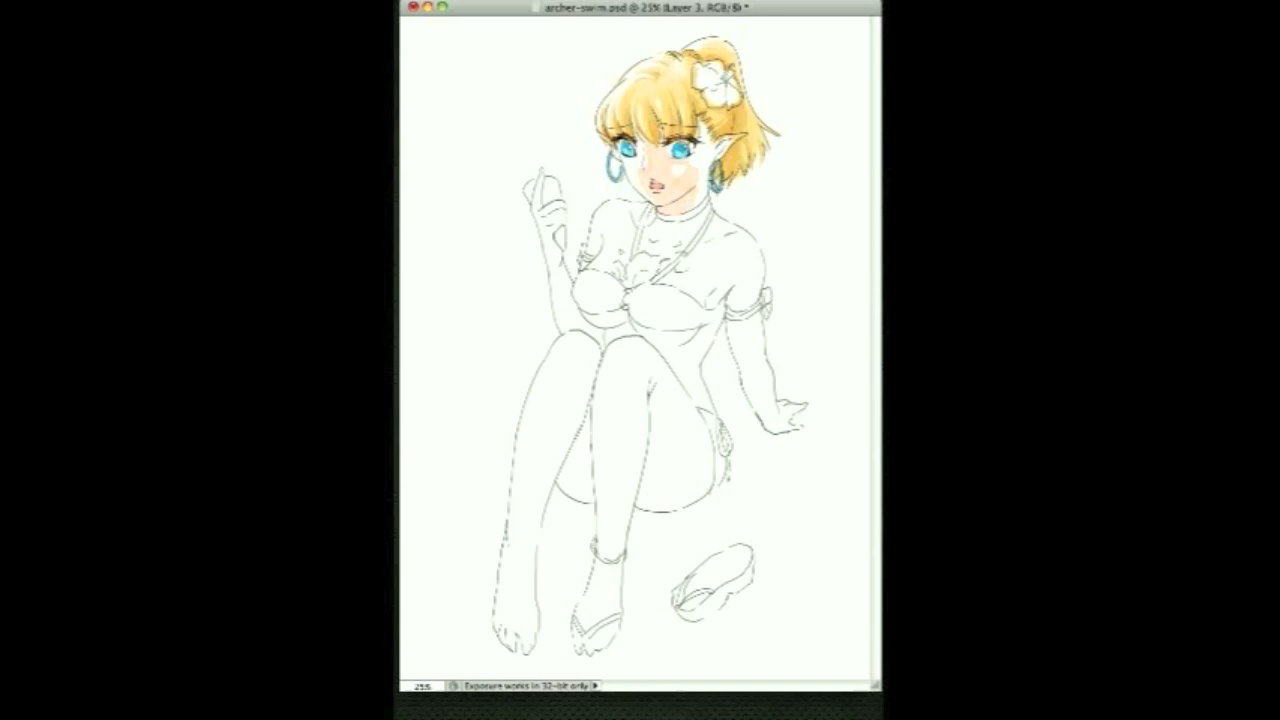 archer-swim.psd @ 25% (Layer 3, RGB/8) *
25% Exposure works in 32-bit only